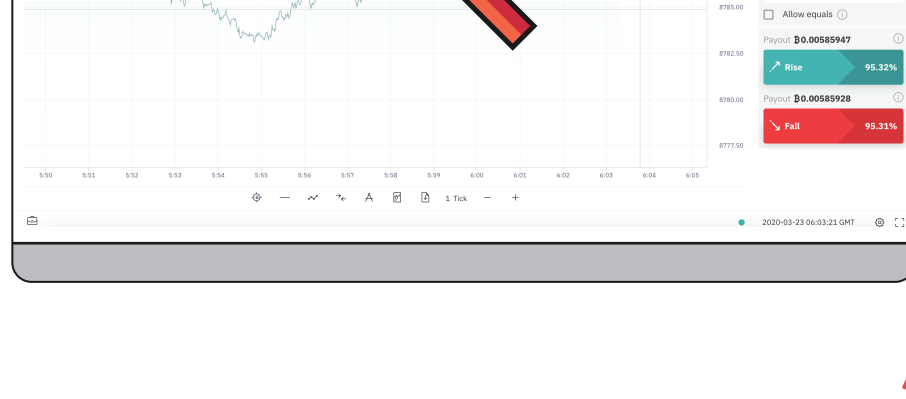 8785.00
Allow equals
Payout ₿0.00585947
8782.50
Rise 95.32%
8780.00
Payout ₿0.00585928
Fall 95.31%
8777.50
5:50 5:51 5:52 5:53 5:54 5:55 5:56 5:57 5:58 5:59 6:00 6:01 6:02 6:03 6:04 6:05
1 Tick
2020-03-23 06:03:21 GMT